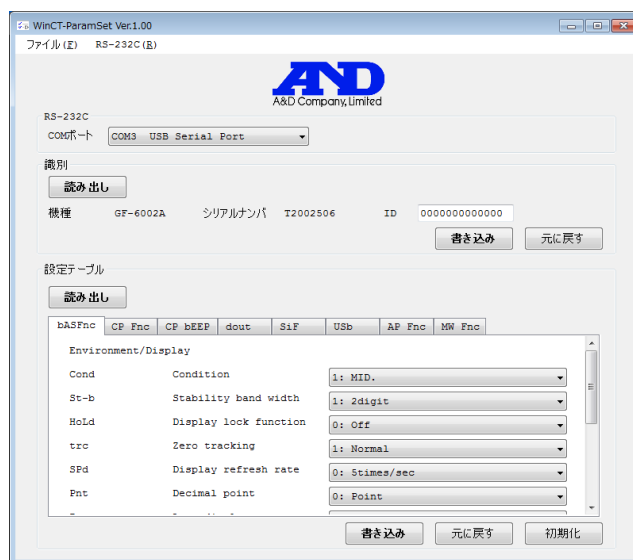 WinCT-ParamSet Ver.1.00
ファイル(F) RS-232C(R)
AND
A&D Company, Limited
RS-232C
COMポート COM3 USB Serial Port
識別
読み出し
機種 GF-6002A シリアルナンバ T2002506 ID 0000000000000
書き込み 元に戻す
設定テーブル
読み出し
bASFnc CP Fnc CP bEEP dout SiF USb AP Fnc MW Fnc
Environment/Display
Cond Condition 1: MID.
St-b Stability band width 1: 2digit
HoLd Display lock function 0: Off
trc Zero tracking 1: Normal
SPd Display refresh rate 0: 5times/sec
Pnt Decimal point 0: Point
書き込み 元に戻す 初期化